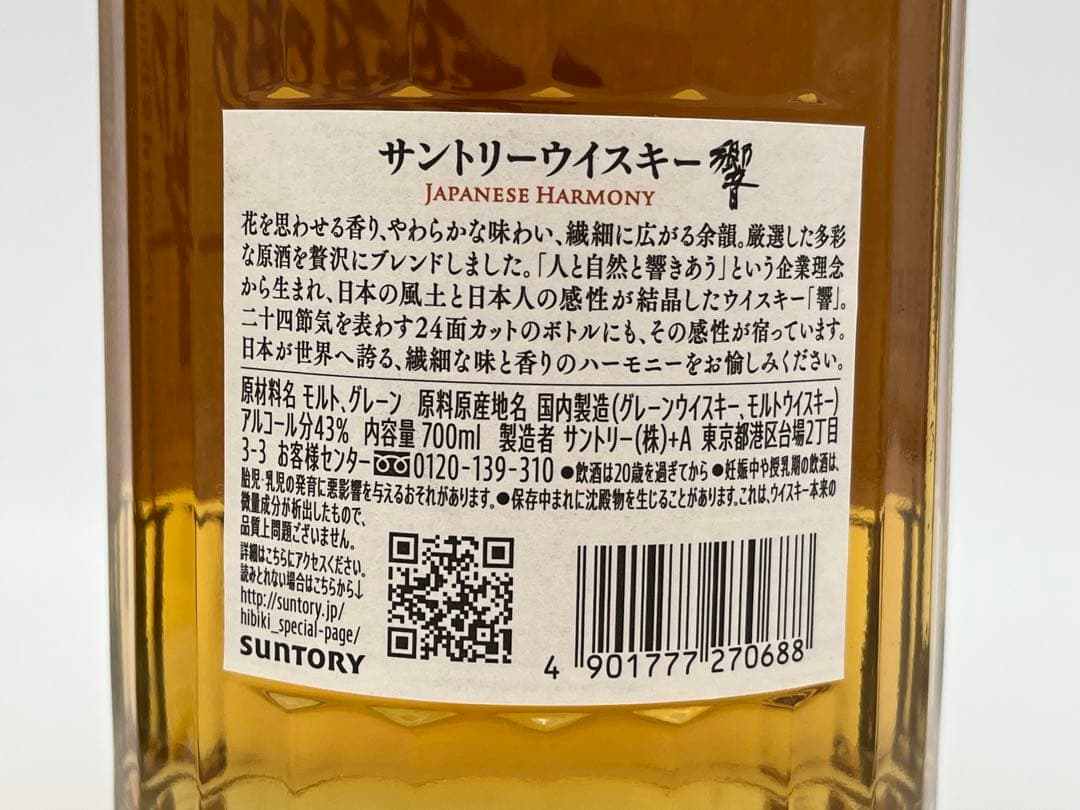 サントリーウイスキー響
JAPANESE HARMONY
花を思わせる香り、やわらかな味わい、繊細に広がる余韻。厳選した多彩
な原酒を贅沢にブレンドしました。「人と自然と響きあう」という企業理念
から生まれ、日本の風土と日本人の感性が結晶したウイスキー「響」。
二十四節気を表わす24面カットのボトルにも、その感性が宿っています。
日本が世界へ誇る、繊細な味と香りのハーモニーをお愉しみください。
原材料名 モルト、グレーン 原料原産地名 国内製造(グレーンウイスキー、モルトウイスキー)
アルコール分43% 内容量 700ml 製造者 サントリー(株)+A 東京都港区台場2丁目
3-3 お客様センター 0120-139-310 ●飲酒は20歳を過ぎてから ●妊娠中や授乳期の飲酒は、
胎児・乳児の発育に悪影響を与えるおそれがあります。●保存中まれに沈殿物を生じることがあります。これは、ウイスキー本来の
微量成分が析出したもので、
品質上問題ございません。
詳細はこちらにアクセスください。
読みとれない場合はこちらから↓
http://suntory.jp/
hibiki_special-page/
SUNTORY
4 901777 270688